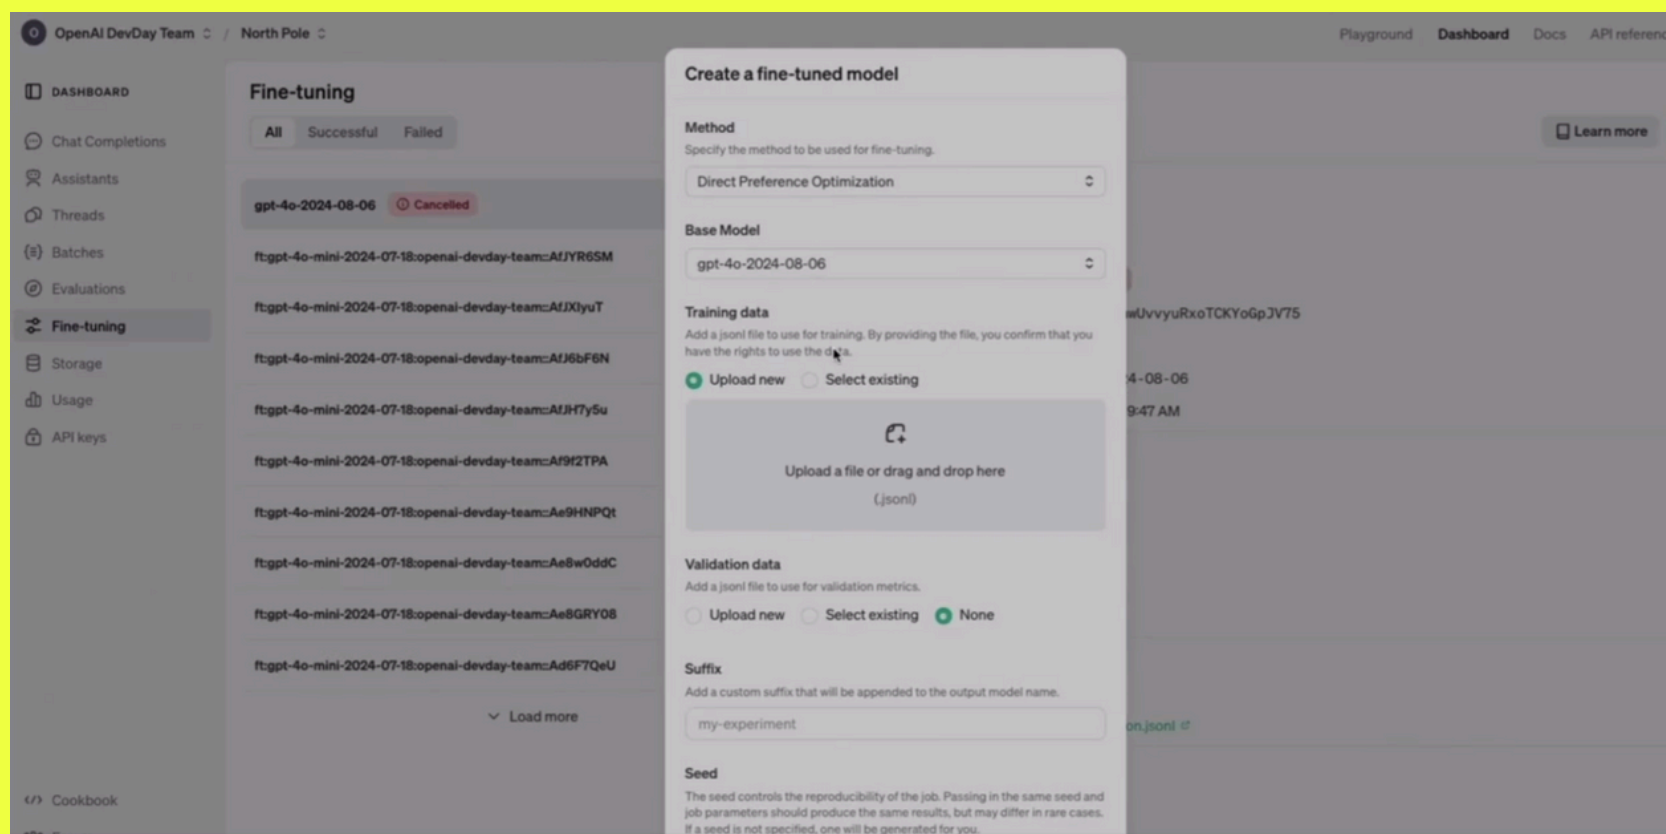 OpenAI DevDay Team / North Pole
Playground Dashboard Docs API referenc
DASHBOARD
Chat Completions
Assistants
Threads
Batches
Evaluations
Fine-tuning
Storage
Usage
API keys
Cookbook
Fine-tuning
All Successful Failed
Learn more
gpt-4o-2024-08-06 Cancelled
ft:gpt-4o-mini-2024-07-18:openai-devday-team::AfJYR6SM
ft:gpt-4o-mini-2024-07-18:openai-devday-team::AfJXIyuT
ft:gpt-4o-mini-2024-07-18:openai-devday-team::AfJ6bF6N
ft:gpt-4o-mini-2024-07-18:openai-devday-team::AfJH7y5u
ft:gpt-4o-mini-2024-07-18:openai-devday-team::Af9f2TPA
ft:gpt-4o-mini-2024-07-18:openai-devday-team::Ae9HNPQt
ft:gpt-4o-mini-2024-07-18:openai-devday-team::Ae8w0ddC
ft:gpt-4o-mini-2024-07-18:openai-devday-team::Ae8GRY08
ft:gpt-4o-mini-2024-07-18:openai-devday-team::Ad6F7QeU
Load more
Create a fine-tuned model
Method
Specify the method to be used for fine-tuning.
Direct Preference Optimization
Base Model
gpt-4o-2024-08-06
Training data
Add a jsonl file to use for training. By providing the file, you confirm that you
have the rights to use the data.
Upload new Select existing
Upload a file or drag and drop here
(.jsonl)
Validation data
Add a jsonl file to use for validation metrics.
Upload new Select existing None
Suffix
Add a custom suffix that will be appended to the output model name.
my-experiment
Seed
The seed controls the reproducibility of the job. Passing in the same seed and
job parameters should produce the same results, but may differ in rare cases.
If a seed is not specified, one will be generated for you.
wUvvyuRxoTCKYoGpJV75
4-08-06
9:47 AM
on.jsonl